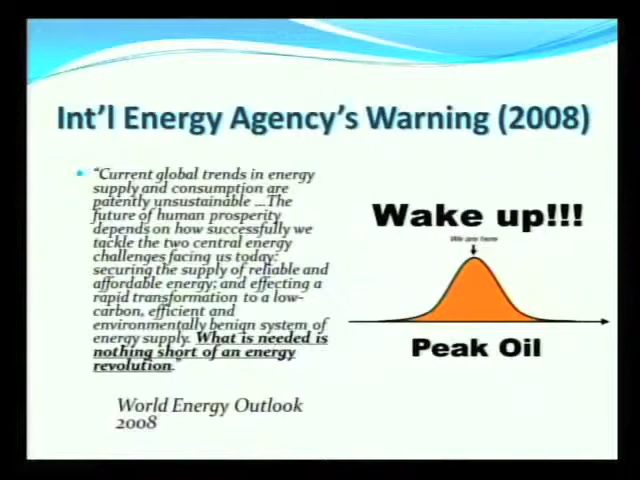 Int'l Energy Agency's Warning (2008)
"Current global trends in energy
supply and consumption are
patently unsustainable ...The
future of human prosperity
depends on how successfully we
tackle the two central energy
challenges facing us today:
securing the supply of reliable and
affordable energy; and effecting a
rapid transformation to a low-
carbon, efficient and
environmentally benign system of
energy supply. What is needed is
nothing short of an energy
revolution."
World Energy Outlook
2008
Wake up!!!
We are here
Peak Oil